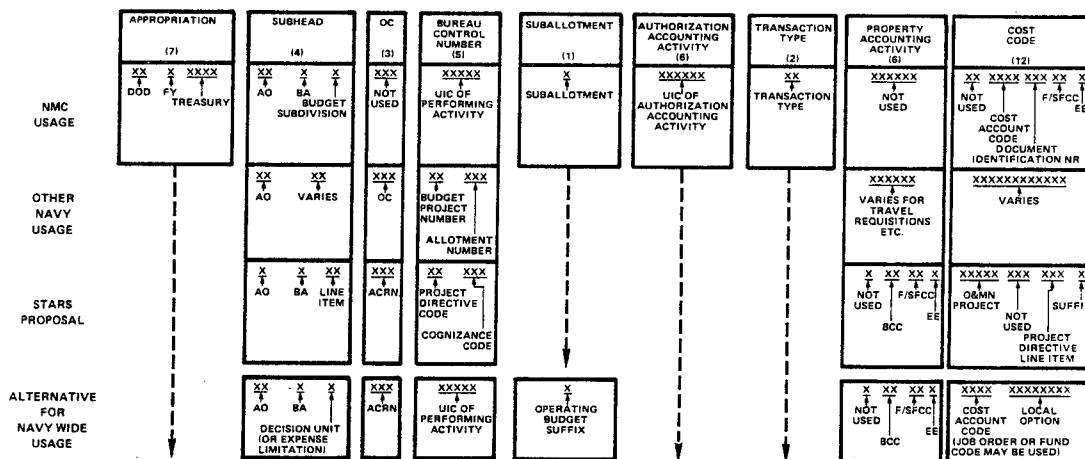 APPROPRIATION
(7)
SUBHEAD
(4)
OC
(3)
BUREAU
CONTROL
NUMBER
(5)
SUBALLOTMENT
(1)
AUTHORIZATION
ACCOUNTING
ACTIVITY
(6)
TRANSACTION
TYPE
(2)
PROPERTY
ACCOUNTING
ACTIVITY
(6)
COST
CODE
(12)
NMC
USAGE
XX X XXXX
DOD FY
TREASURY
XX X X
AO BA
BUDGET
SUBDIVISION
XXX
NOT
USED
XXXXX
UIC OF
PERFORMING
ACTIVITY
X
SUBALLOTMENT
XXXXXX
UIC OF
AUTHORIZATION
ACCOUNTING
ACTIVITY
XX
TRANSACTION
TYPE
XXXXXX
NOT
USED
XX XXXX XXX XX X
NOT
USED
F/SFCC
EE
COST
ACCOUNT
CODE
DOCUMENT
IDENTIFICATION NR
OTHER
NAVY
USAGE
XX XX
AO VARIES
XXX
OC
XX XXX
BUDGET
PROJECT
NUMBER
ALLOTMENT
NUMBER
XXXXXX
VARIES FOR
TRAVEL
REQUISITIONS
ETC.
XXXXXXXXXXXX
VARIES
STARS
PROPOSAL
X X XX
AO BA LINE
ITEM
XXX
ACRN
XX XXX
PROJECT
DIRECTIVE
CODE
COGNIZANCE
CODE
X XX XX X
NOT
USED
F/SFCC
EE
BCC
XXXXX XXX XXX X
O&MN
PROJECT
NOT
USED
SUFFI
PROJECT
DIRECTIVE
LINE ITEM
ALTERNATIVE
FOR
NAVY WIDE
USAGE
XX X X
AO BA
DECISION UNIT
(OR EXPENSE
LIMITATION)
XXX
ACRN
XXXXX
UIC OF
PERFORMING
ACTIVITY
X
OPERATING
BUDGET
SUFFIX
X XX XX X
NOT
USED
F/SFCC
EE
BCC
XXXX XXXXXXXX
COST
ACCOUNT
CODE
LOCAL
OPTION
(JOB ORDER OR FUND
CODE MAY BE USED)